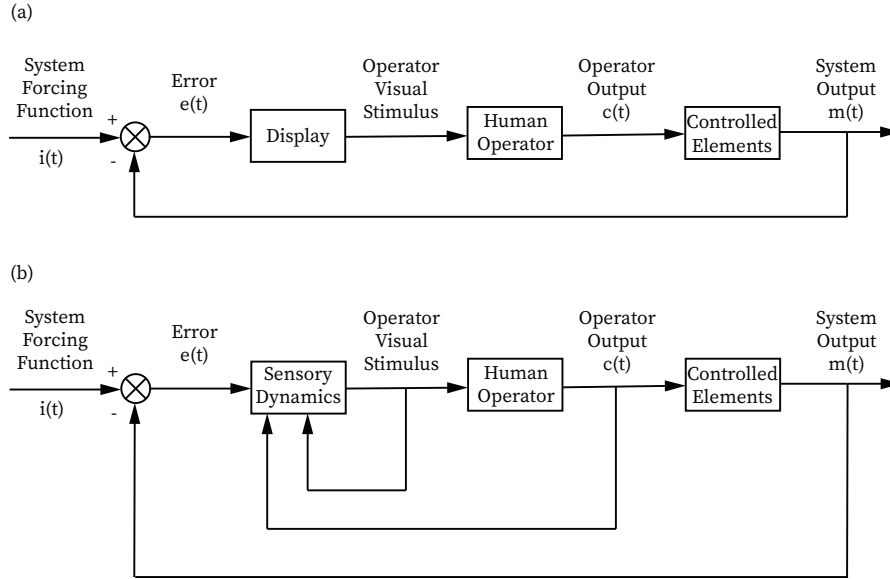 (a)
System
Forcing
Function
i(t)
+
-
Error
e(t)
Display
Operator
Visual
Stimulus
Human
Operator
Operator
Output
c(t)
Controlled
Elements
System
Output
m(t)
(b)
System
Forcing
Function
i(t)
+
-
Error
e(t)
Sensory
Dynamics
Operator
Visual
Stimulus
Human
Operator
Operator
Output
c(t)
Controlled
Elements
System
Output
m(t)